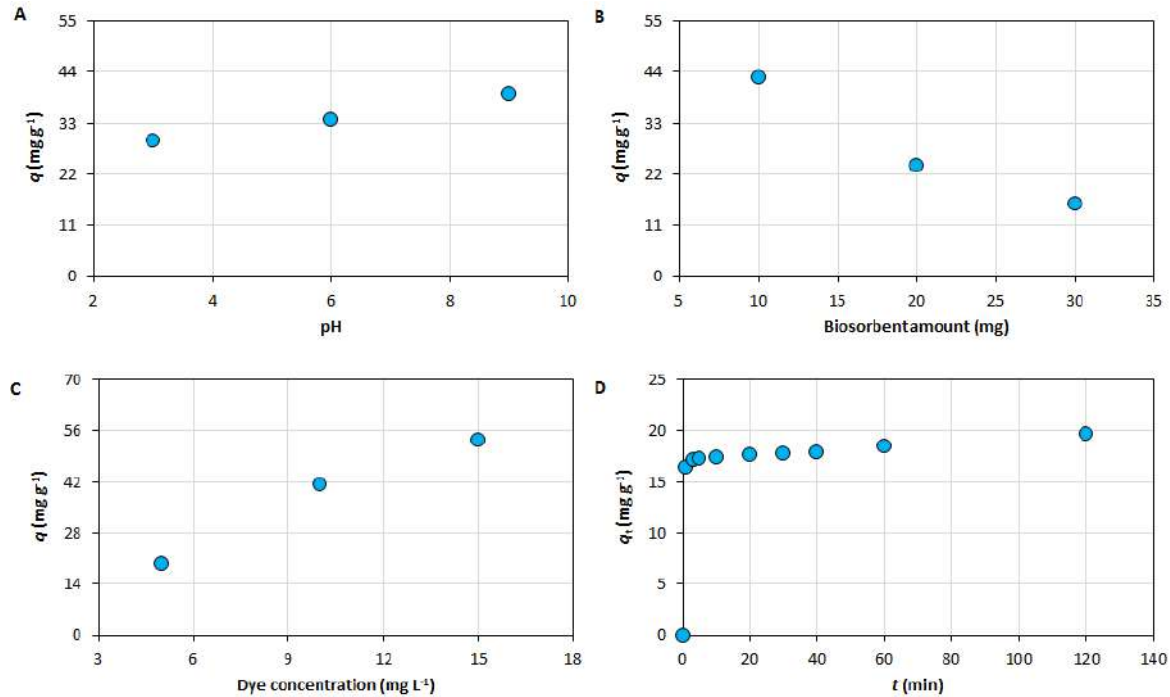 A
55
44
33
22
11
0
q (mg g-1)
2 4 6 8 10
pH
B
55
44
33
22
11
0
q (mg g-1)
5 10 15 20 25 30 35
Biosorbentamount (mg)
C
70
56
42
28
14
0
q (mg g-1)
3 6 9 12 15 18
Dye concentration (mg L-1)
D
25
20
15
10
5
0
qt (mg g-1)
0 20 40 60 80 100 120 140
t (min)